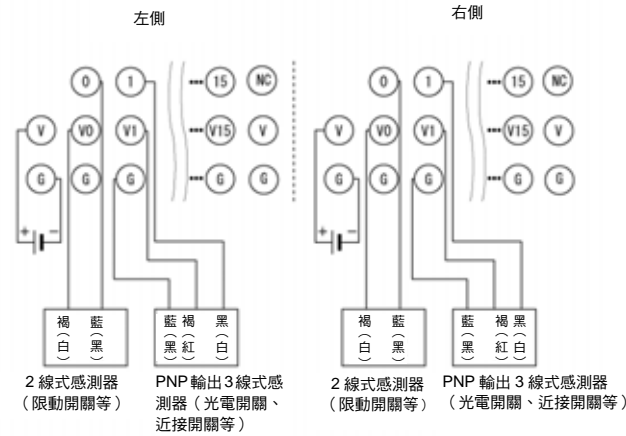 左側
右側
0 1 ••• 15 NC
V V0 V1 ••• V15 V
G G G ••• G G
+ −
0 1 ••• 15 NC
V V0 V1 ••• V15 V
G G G ••• G G
+ −
褐（白） 藍（黑）
藍（黑） 褐（紅） 黑（白）
褐（白） 藍（黑）
藍（黑） 褐（紅） 黑（白）
2 線式感測器
（限動開關等）
PNP 輸出 3 線式感
測器（光電開關、
近接開關等）
2 線式感測器
（限動開關等）
PNP 輸出 3 線式感測器
（光電開關、近接開關等）